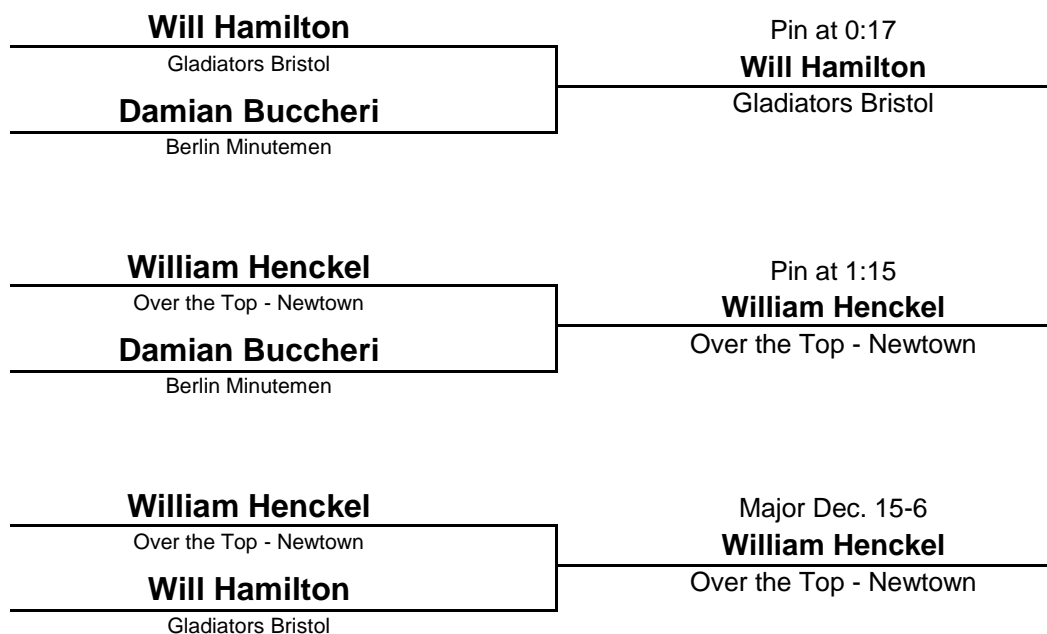 Will Hamilton
Gladiators Bristol
Damian Buccheri
Berlin Minutemen
Pin at 0:17
Will Hamilton
Gladiators Bristol
William Henckel
Over the Top - Newtown
Damian Buccheri
Berlin Minutemen
Pin at 1:15
William Henckel
Over the Top - Newtown
William Henckel
Over the Top - Newtown
Will Hamilton
Gladiators Bristol
Major Dec. 15-6
William Henckel
Over the Top - Newtown